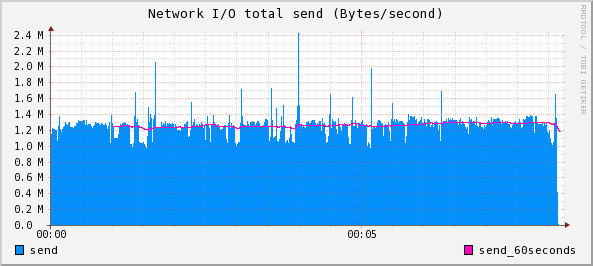 Network I/O total send (Bytes/second)
2.4 M
2.2 M
2.0 M
1.8 M
1.6 M
1.4 M
1.2 M
1.0 M
0.8 M
0.6 M
0.4 M
0.2 M
0.0
00:00 00:05
send send_60seconds
RRDTOOL / TOBI OETIKER